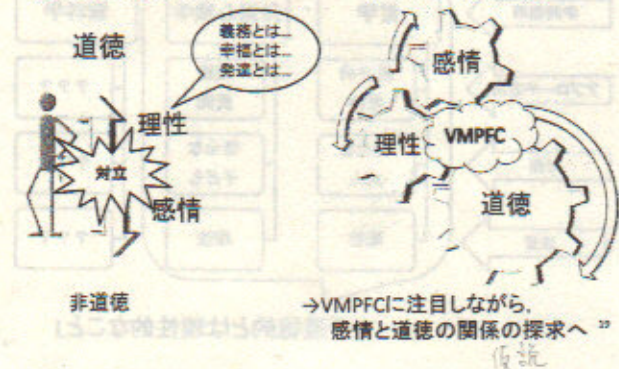 道徳
義務とは…
幸福とは…
発達とは…
理性
対立
感情
非道徳
感情
理性
VMPFC
道徳
→VMPFCに注目しながら,
感情と道徳の関係の探求へ ”
仮説